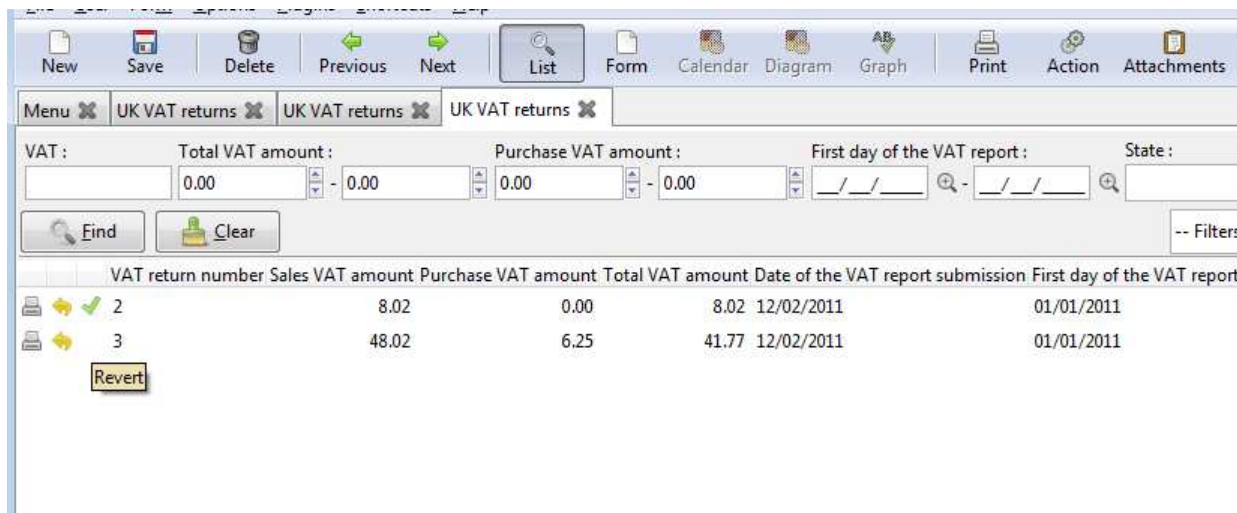 New Save Delete Previous Next List Form Calendar Diagram Graph Print Action Attachments
Menu UK VAT returns UK VAT returns UK VAT returns
VAT : Total VAT amount : Purchase VAT amount : First day of the VAT report : State :
0.00 - 0.00 0.00 - 0.00 __/__/____ - __/__/____
Find Clear -- Filters
VAT return number Sales VAT amount Purchase VAT amount Total VAT amount Date of the VAT report submission First day of the VAT report
2 8.02 0.00 8.02 12/02/2011 01/01/2011
3 48.02 6.25 41.77 12/02/2011 01/01/2011
Revert